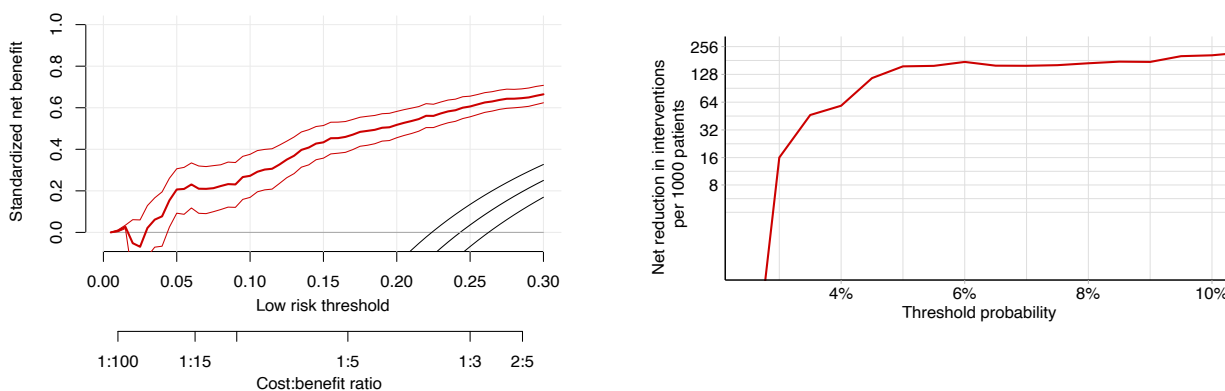 Standardized net benefit
1.0
0.8
0.6
0.4
0.2
0.0
0.00 0.05 0.10 0.15 0.20 0.25 0.30
Low risk threshold
1:100 1:15 1:5 1:3 2:5
Cost:benefit ratio
Net reduction in interventions
per 1000 patients
256
128
64
32
16
8
4% 6% 8% 10%
Threshold probability